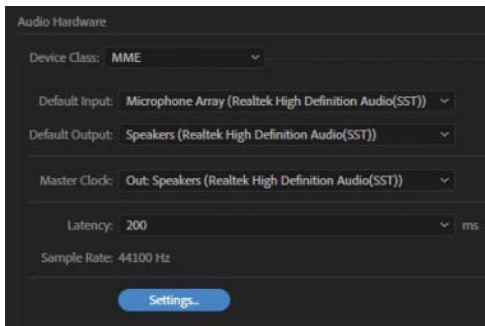 Audio Hardware
Device Class: MME
Default Input: Microphone Array (Realtek High Definition Audio(SST))
Default Output: Speakers (Realtek High Definition Audio(SST))
Master Clock: Out: Speakers (Realtek High Definition Audio(SST))
Latency: 200 ms
Sample Rate: 44100 Hz
Settings...